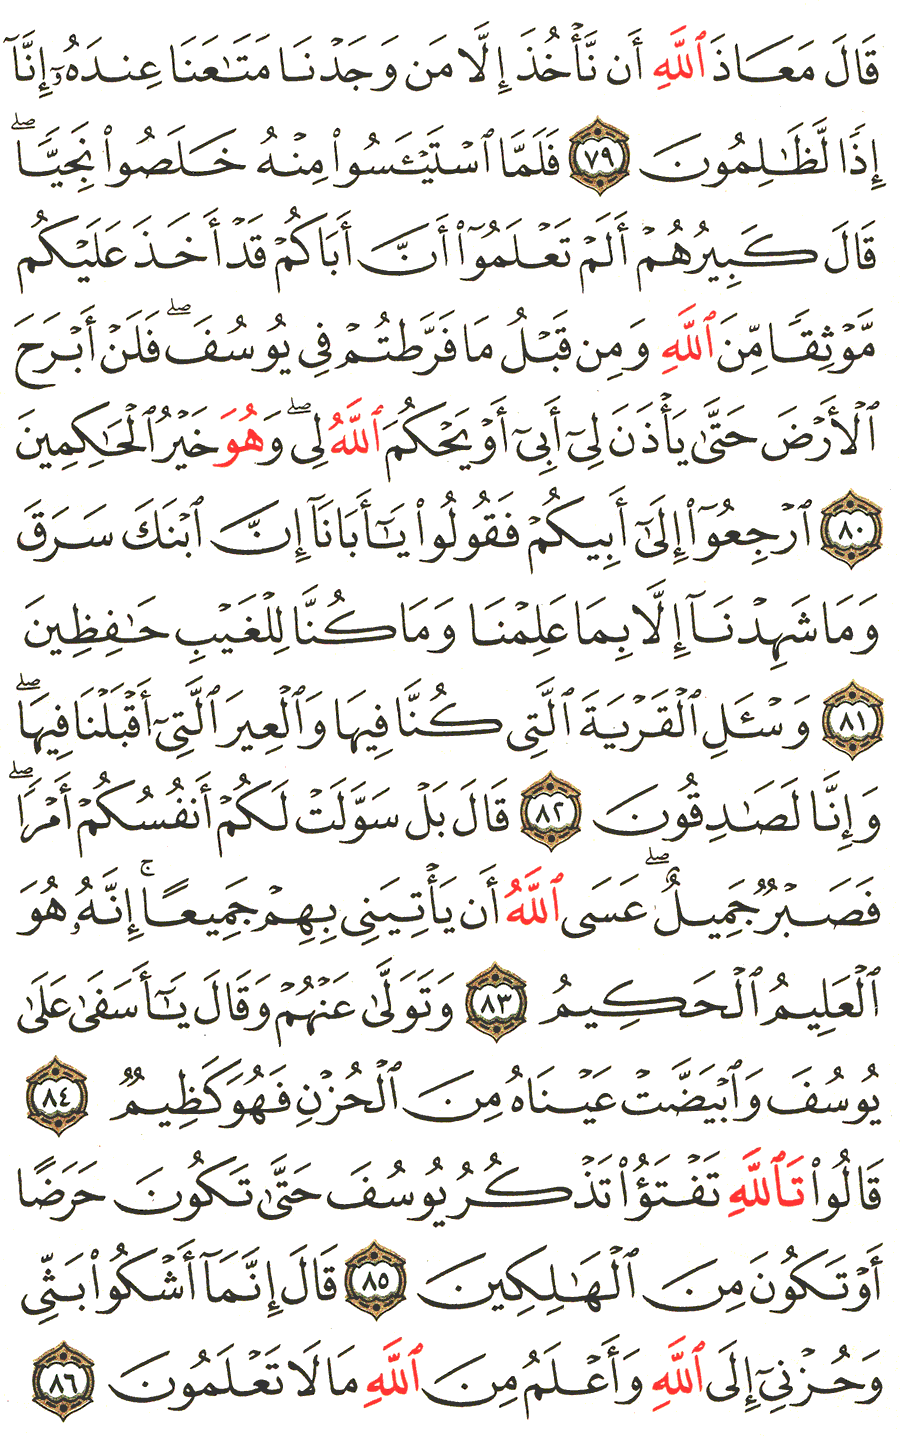 قَالَ مَعَاذَ ٱللَّهِ أَن نَّأْخُذَ إِلَّا مَن وَجَدْنَا مَتَٰعَنَا عِندَهُۥٓ إِنَّآ
إِذًا لَّظَٰلِمُونَ ٧٩ فَلَمَّا ٱسْتَيْـَٔسُوا۟ مِنْهُ خَلَصُوا۟ نَجِيًّا ۖ
قَالَ كَبِيرُهُمْ أَلَمْ تَعْلَمُوٓا۟ أَنَّ أَبَاكُمْ قَدْ أَخَذَ عَلَيْكُم
مَّوْثِقًا مِّنَ ٱللَّهِ وَمِن قَبْلُ مَا فَرَّطتُمْ فِى يُوسُفَ ۖ فَلَنْ أَبْرَحَ
ٱلْأَرْضَ حَتَّىٰ يَأْذَنَ لِىٓ أَبِىٓ أَوْ يَحْكُمَ ٱللَّهُ لِى ۖ وَهُوَ خَيْرُ ٱلْحَٰكِمِينَ
٨٠ ٱرْجِعُوٓا۟ إِلَىٰٓ أَبِيكُمْ فَقُولُوا۟ يَٰٓأَبَانَآ إِنَّ ٱبْنَكَ سَرَقَ
وَمَا شَهِدْنَآ إِلَّا بِمَا عَلِمْنَا وَمَا كُنَّا لِلْغَيْبِ حَٰفِظِينَ
٨١ وَسْـَٔلِ ٱلْقَرْيَةَ ٱلَّتِى كُنَّا فِيهَا وَٱلْعِيرَ ٱلَّتِىٓ أَقْبَلْنَا فِيهَا ۖ
وَإِنَّا لَصَٰدِقُونَ ٨٢ قَالَ بَلْ سَوَّلَتْ لَكُمْ أَنفُسُكُمْ أَمْرًا ۖ
فَصَبْرٌ جَمِيلٌ ۖ عَسَى ٱللَّهُ أَن يَأْتِيَنِى بِهِمْ جَمِيعًا ۚ إِنَّهُۥ هُوَ
ٱلْعَلِيمُ ٱلْحَكِيمُ ٨٣ وَتَوَلَّىٰ عَنْهُمْ وَقَالَ يَٰٓأَسَفَىٰ عَلَىٰ
يُوسُفَ وَٱبْيَضَّتْ عَيْنَاهُ مِنَ ٱلْحُزْنِ فَهُوَ كَظِيمٌ ٨٤
قَالُوا۟ تَٱللَّهِ تَفْتَؤُا۟ تَذْكُرُ يُوسُفَ حَتَّىٰ تَكُونَ حَرَضًا
أَوْ تَكُونَ مِنَ ٱلْهَٰلِكِينَ ٨٥ قَالَ إِنَّمَآ أَشْكُوا۟ بَثِّى
وَحُزْنِىٓ إِلَى ٱللَّهِ وَأَعْلَمُ مِنَ ٱللَّهِ مَا لَا تَعْلَمُونَ ٨٦